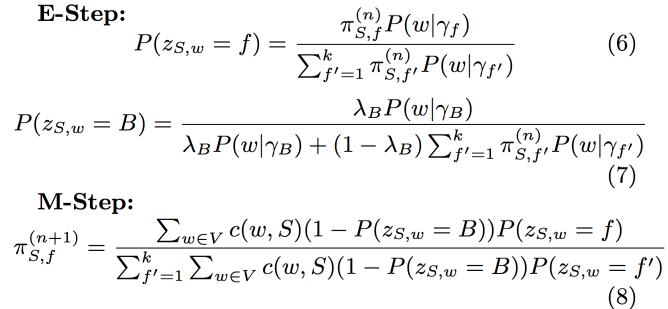 E-Step:
P(z_{S,w} = f) = \frac{\pi_{S,f}^{(n)} P(w|\gamma_f)}{\sum_{f'=1}^{k} \pi_{S,f'}^{(n)} P(w|\gamma_{f'})} (6)
P(z_{S,w} = B) = \frac{\lambda_B P(w|\gamma_B)}{\lambda_B P(w|\gamma_B) + (1 - \lambda_B) \sum_{f'=1}^{k} \pi_{S,f'}^{(n)} P(w|\gamma_{f'})}
(7)
M-Step:
\pi_{S,f}^{(n+1)} = \frac{\sum_{w \in V} c(w, S)(1 - P(z_{S,w} = B))P(z_{S,w} = f)}{\sum_{f'=1}^{k} \sum_{w \in V} c(w, S)(1 - P(z_{S,w} = B))P(z_{S,w} = f')}
(8)